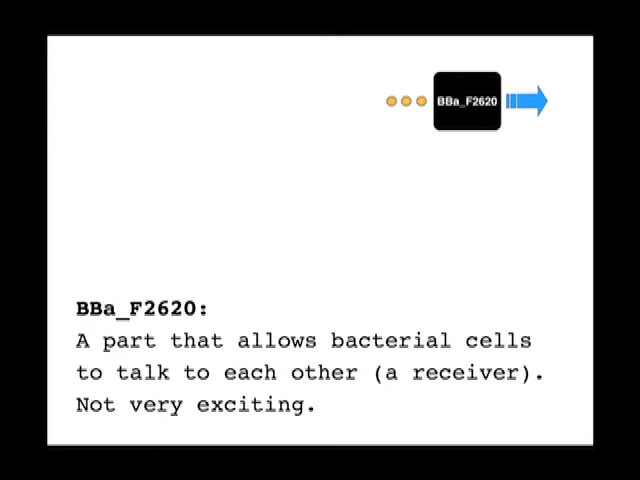 BBa_F2620
BBa_F2620:
A part that allows bacterial cells
to talk to each other (a receiver).
Not very exciting.